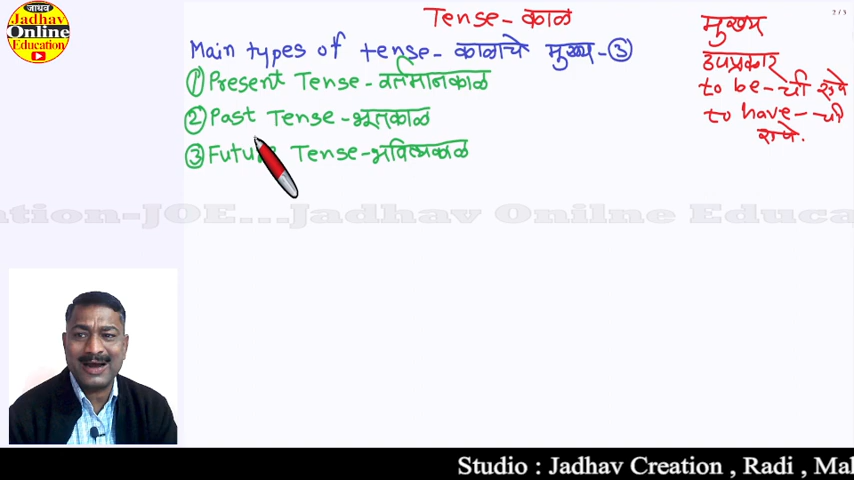 जाधव
Jadhav
Online
Education
Tense - काळ
2/3
Main types of tense - काळाचे मुख्य - ③
① Present Tense - वर्तमानकाळ
② Past Tense - भूतकाळ
③ Future Tense - भविष्यकाळ
मुख्य
उपप्रकार
to be - ची रूपे
to have - ची
रूपे.
ation-JOE...Jadhav Onilne Educa
Studio : Jadhav Creation , Radi , Mal